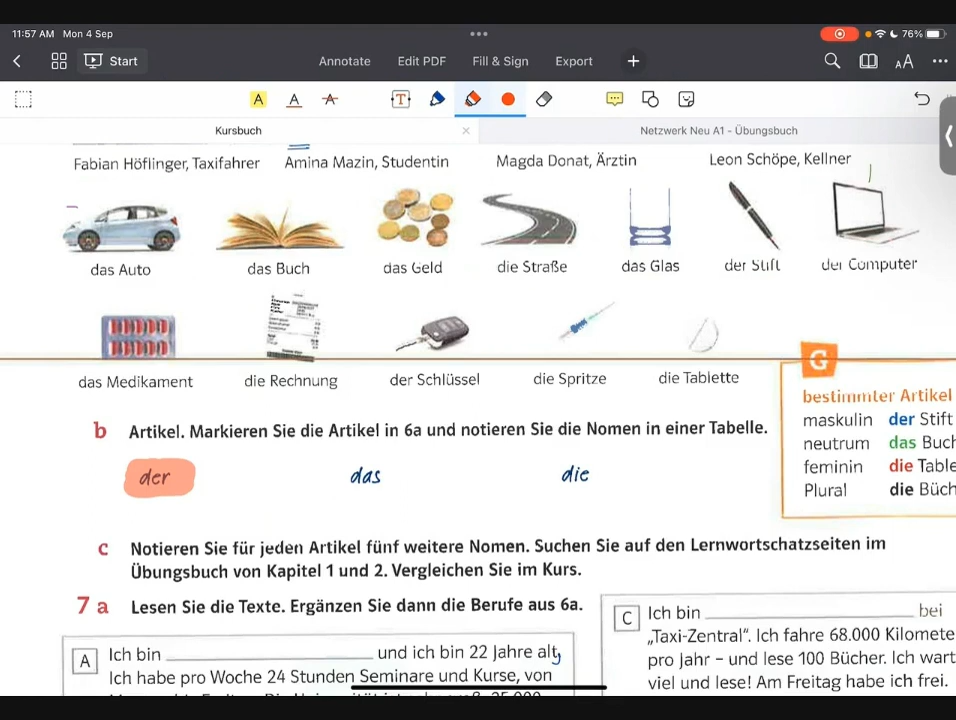 11:57 AM Mon 4 Sep 76%
Start Annotate Edit PDF Fill & Sign Export
Kursbuch Netzwerk Neu A1 - Übungsbuch
Fabian Höflinger, Taxifahrer Amina Mazin, Studentin Magda Donat, Ärztin Leon Schöpe, Kellner
das Auto das Buch das Geld die Straße das Glas der Stift der Computer
das Medikament die Rechnung der Schlüssel die Spritze die Tablette
G
bestimmter Artikel
maskulin der Stift
neutrum das Buch
feminin die Table
Plural die Büch
b Artikel. Markieren Sie die Artikel in 6a und notieren Sie die Nomen in einer Tabelle.
der das die
c Notieren Sie für jeden Artikel fünf weitere Nomen. Suchen Sie auf den Lernwortschatzseiten im
Übungsbuch von Kapitel 1 und 2. Vergleichen Sie im Kurs.
7 a Lesen Sie die Texte. Ergänzen Sie dann die Berufe aus 6a.
A Ich bin ____ und ich bin 22 Jahre alt,
Ich habe pro Woche 24 Stunden Seminare und Kurse, von
C Ich bin ____ bei
„Taxi-Zentral“. Ich fahre 68.000 Kilomete
pro Jahr – und lese 100 Bücher. Ich wart
viel und lese! Am Freitag habe ich frei.